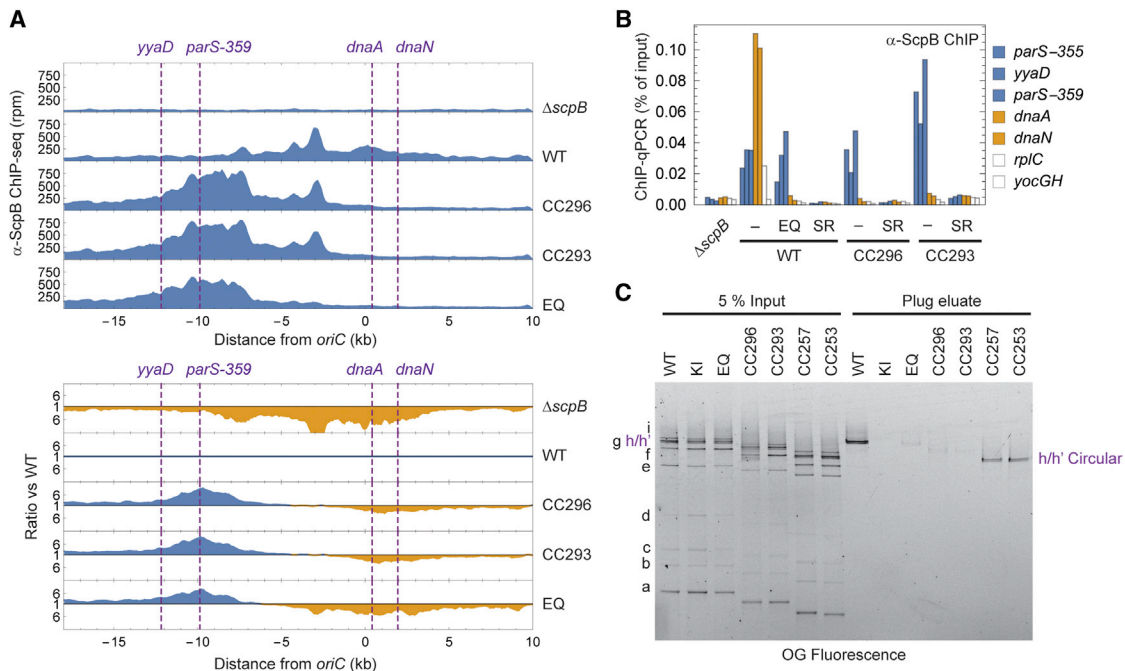 A
yyaD parS-359 dnaA dnaN
α-ScpB ChIP-seq (rpm)
750
500
250
ΔscpB
750
500
250
WT
750
500
250
CC296
750
500
250
CC293
750
500
250
EQ
−15 −10 −5 0 5 10
Distance from oriC (kb)
yyaD parS-359 dnaA dnaN
Ratio vs WT
6
1
6
ΔscpB
6
1
6
WT
6
1
6
CC296
6
1
6
CC293
6
1
6
EQ
−15 −10 −5 0 5 10
Distance from oriC (kb)
B
α-ScpB ChIP
ChIP-qPCR (% of input)
0.10
0.08
0.06
0.04
0.02
0.00
parS−355
yyaD
parS−359
dnaA
dnaN
rplC
yocGH
ΔscpB
– EQ SR – SR – SR
WT CC296 CC293
C
5 % Input Plug eluate
WT KI EQ CC296 CC293 CC257 CC253 WT KI EQ CC296 CC293 CC257 CC253
i
g h/h'
f
e
d
c
b
a
h/h' Circular
OG Fluorescence